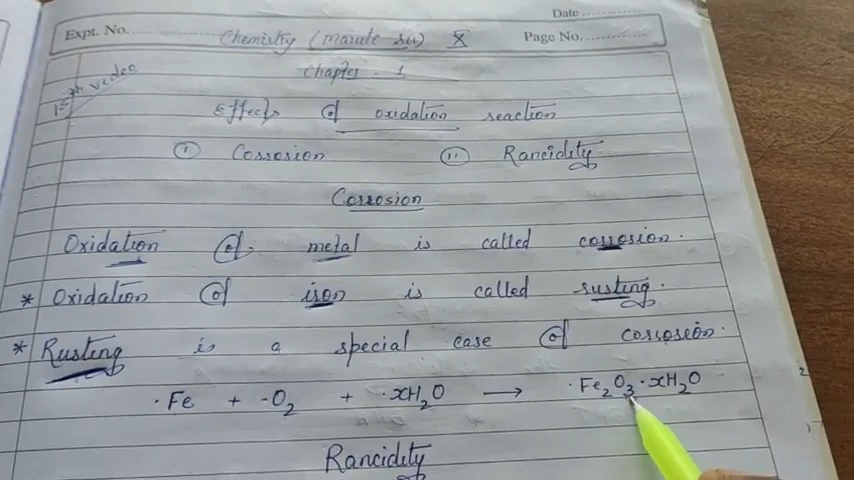 Date
Expt. No. Chemistry (marute sir) X Page No.
Chapter - 1
Effects of oxidation reaction
(i) Corrosion (ii) Rancidity
Corrosion
Oxidation of metal is called corrosion.
* Oxidation of iron is called rusting.
* Rusting is a special case of corrosion.
Fe + O₂ + xH₂O → Fe₂O₃·xH₂O
Rancidity